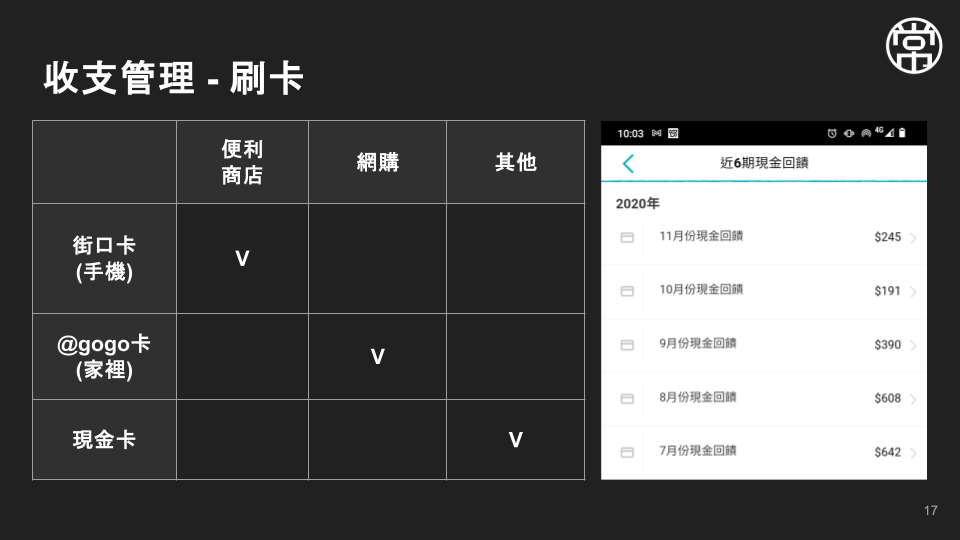 常
收支管理 - 刷卡
便利
商店
網購
其他
街口卡
(手機)
V
@gogo卡
(家裡)
V
現金卡
V
10:03
4G
近6期現金回饋
2020年
11月份現金回饋
$245
10月份現金回饋
$191
9月份現金回饋
$390
8月份現金回饋
$608
7月份現金回饋
$642
17